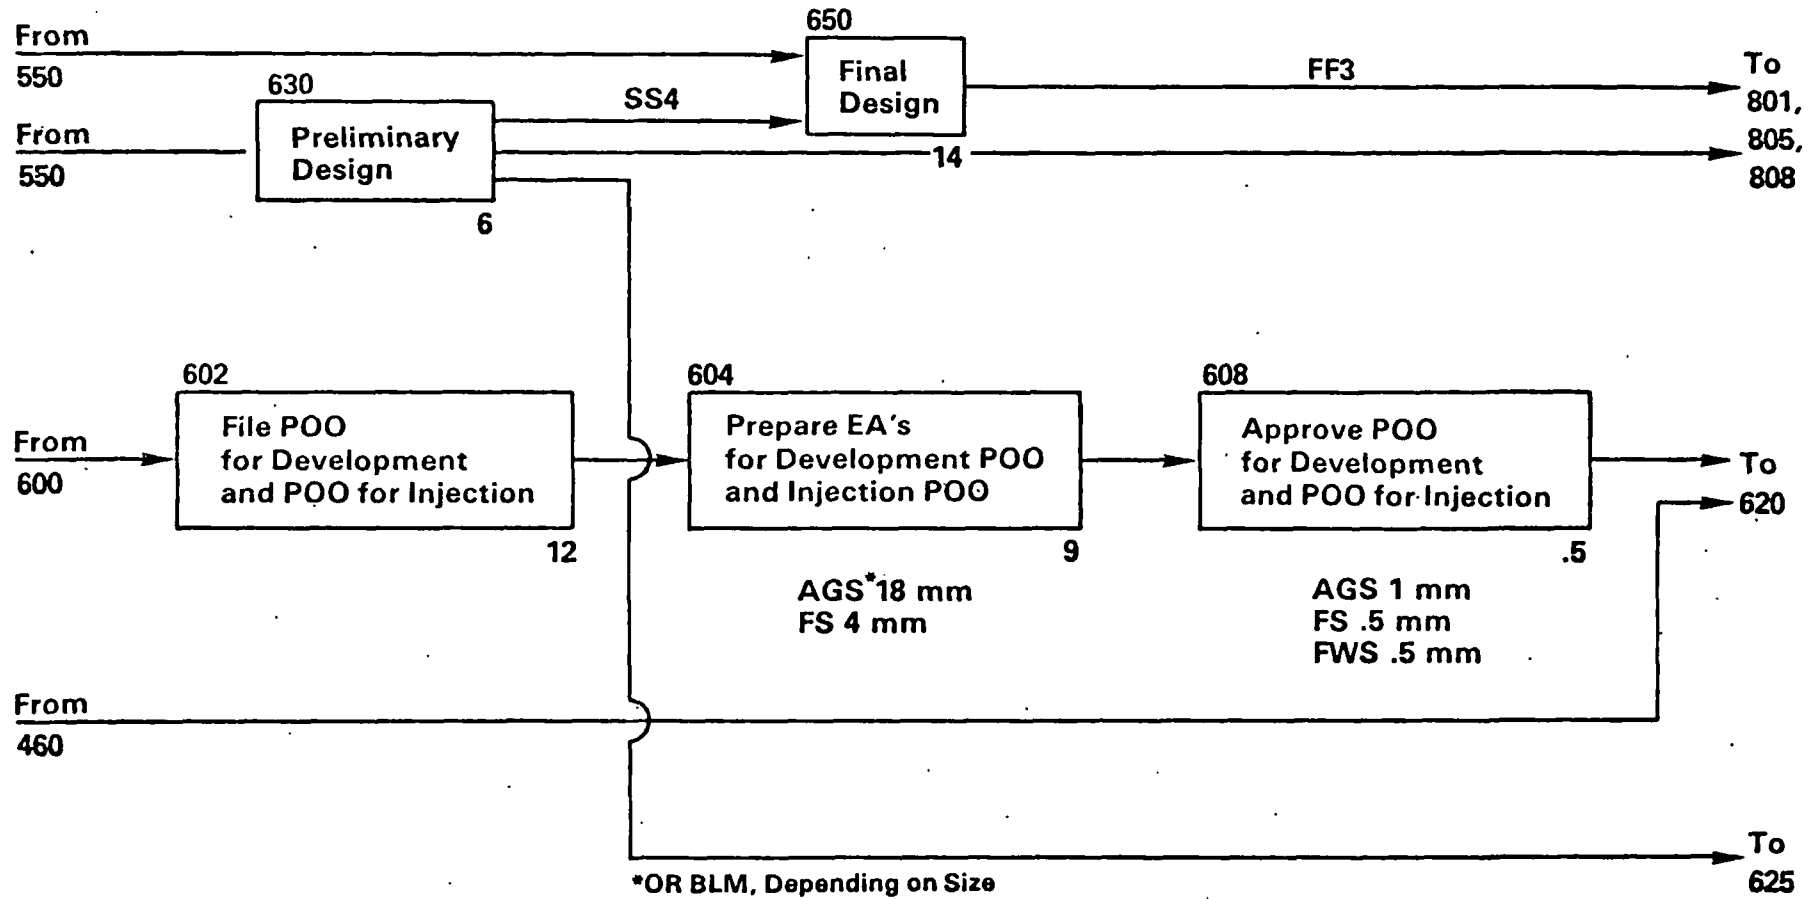 From
550
650
Final
Design
FF3
To
801,
805,
808
630
SS4
From
550
Preliminary
Design
14
6
602
File POO
for Development
and POO for Injection
12
From
600
604
Prepare EA's
for Development POO
and Injection POO
9
AGS*18 mm
FS 4 mm
608
Approve POO
for Development
and POO for Injection
.5
AGS 1 mm
FS .5 mm
FWS .5 mm
To
620
From
460
To
625
*OR BLM, Depending on Size